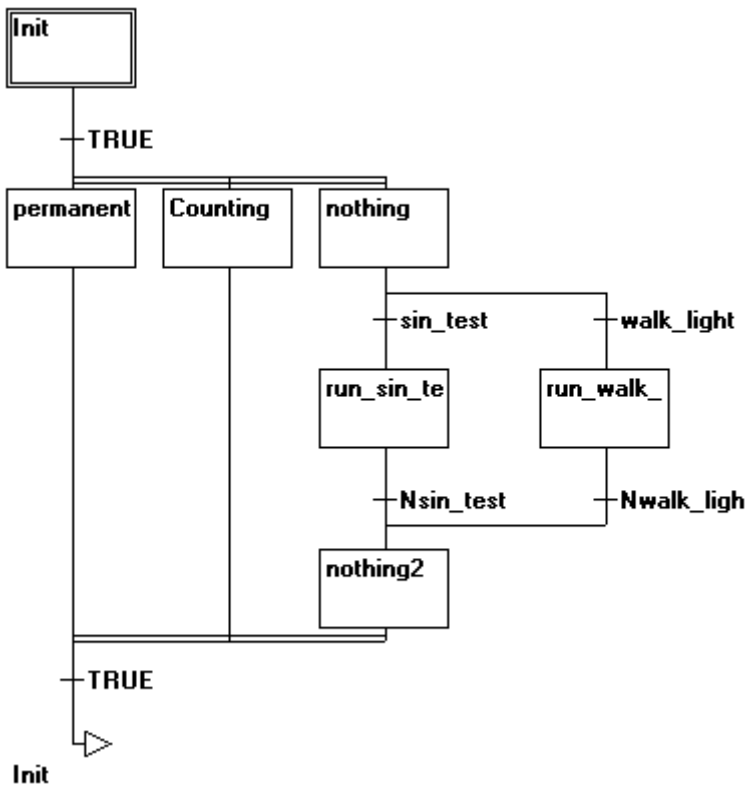 Init
TRUE
permanent
Counting
nothing
sin_test
walk_light
run_sin_te
run_walk_
Nsin_test
Nwalk_ligh
nothing2
TRUE
Init